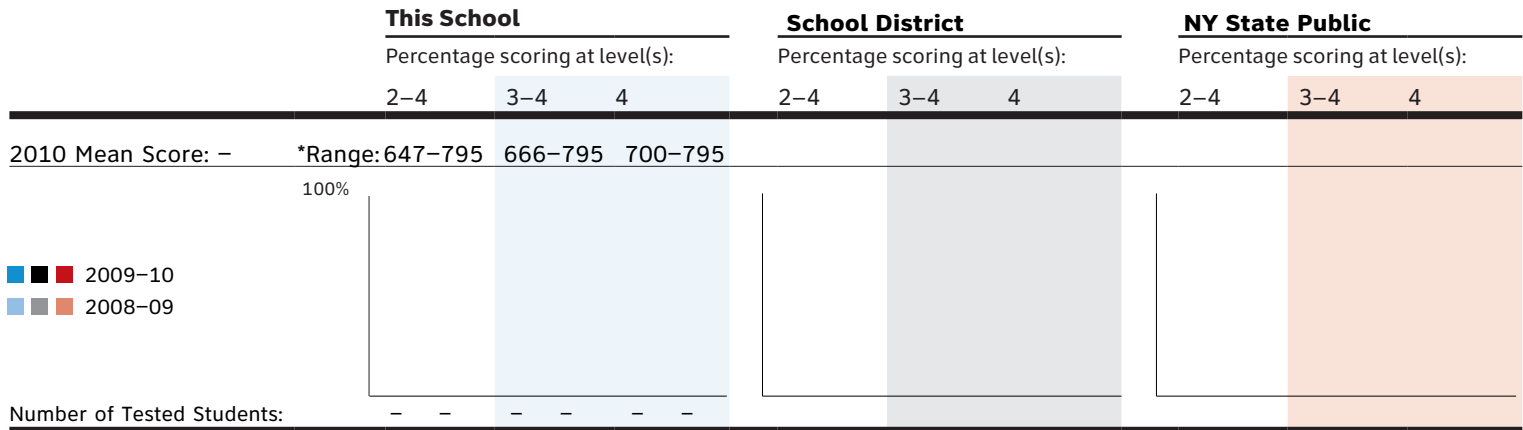 This School School District NY State Public
Percentage scoring at level(s): Percentage scoring at level(s): Percentage scoring at level(s):
2–4 3–4 4 2–4 3–4 4 2–4 3–4 4
2010 Mean Score: – *Range: 647–795 666–795 700–795
100%
2009–10
2008–09
Number of Tested Students: – – – – – –